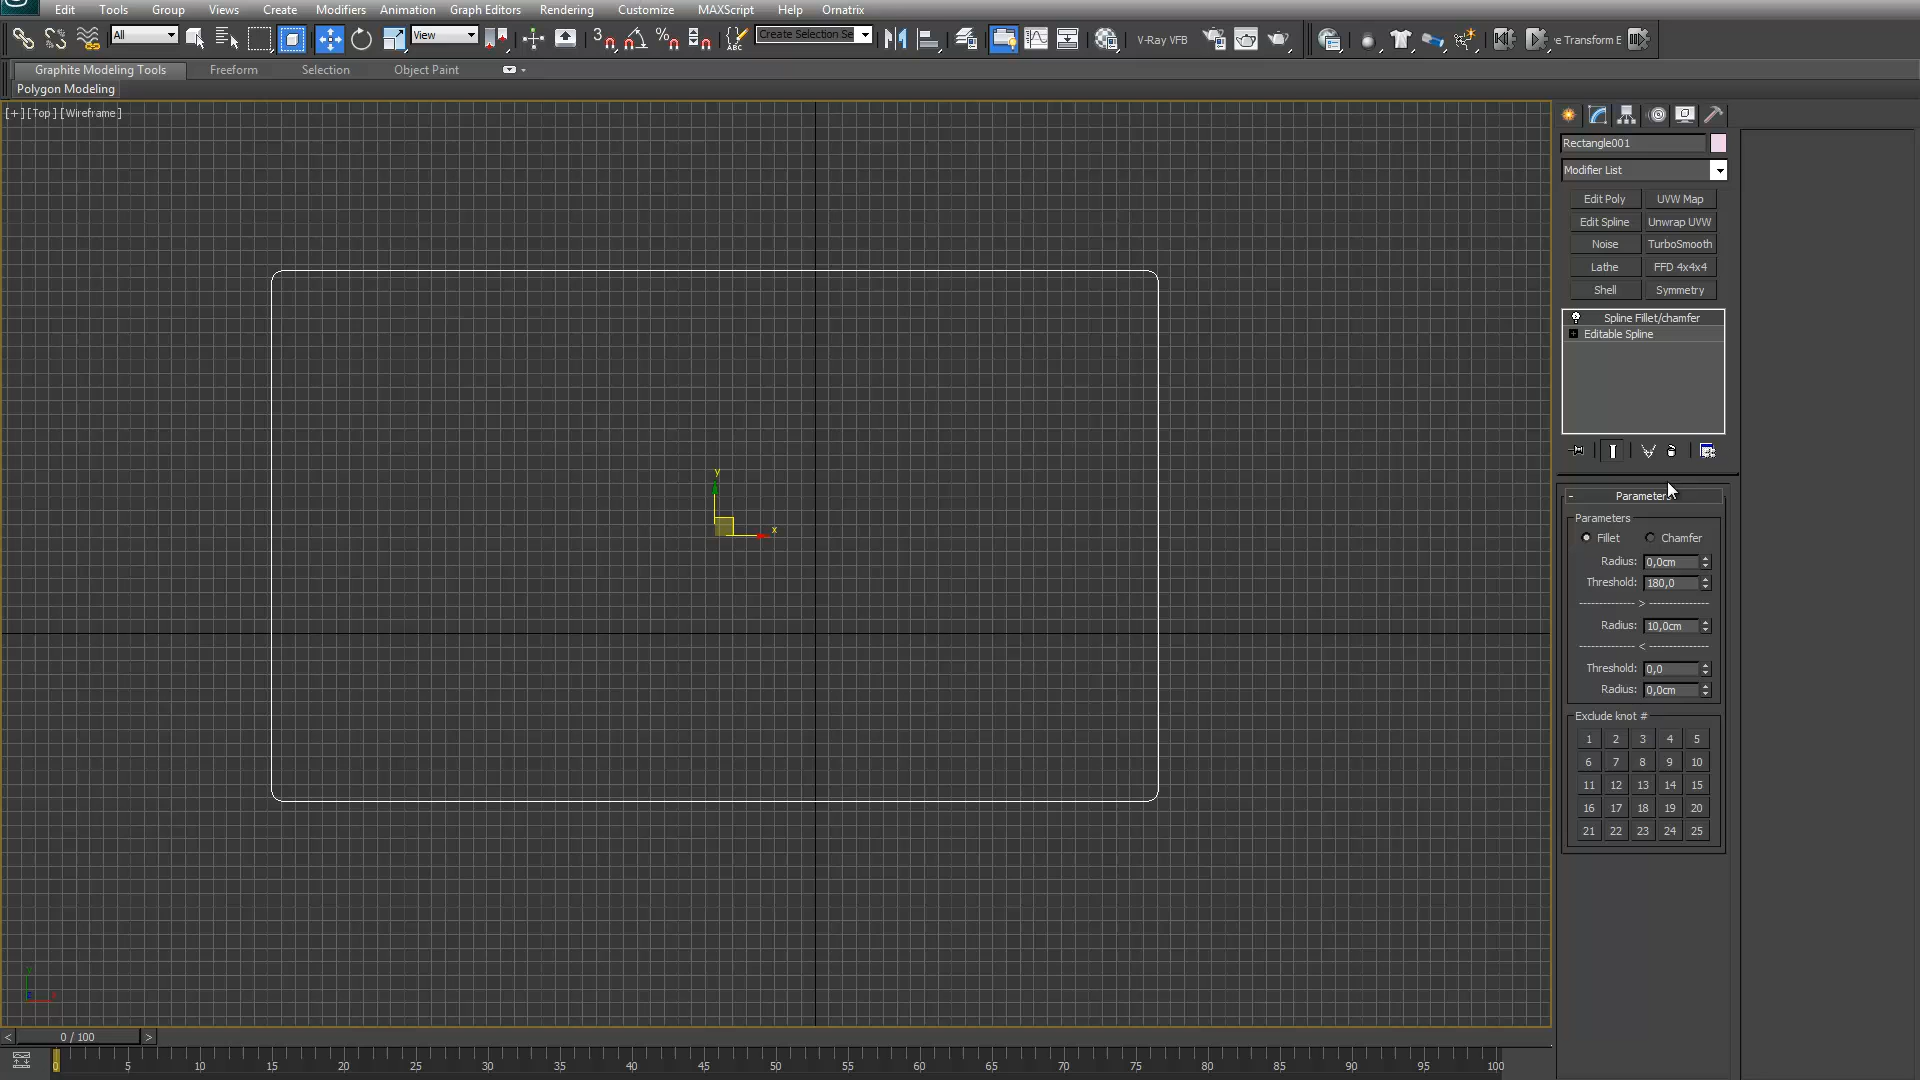 Edit Tools Group Views Create Modifiers Animation Graph Editors Rendering Customize MAXScript Help Ornatrix
All View Create Selection Se V-Ray VFB e Transform E
Graphite Modeling Tools Freeform Selection Object Paint
Polygon Modeling
[+] [Top] [Wireframe]
Rectangle001
Modifier List
Edit Poly UVW Map
Edit Spline Unwrap UVW
Noise TurboSmooth
Lathe FFD 4x4x4
Shell Symmetry
Spline Fillet/chamfer
Editable Spline
y
x
- Parameters
Parameters
Fillet Chamfer
Radius: 0,0cm
Threshold: 180,0
-------------- > ---------------
Radius: 10,0cm
-------------- < ---------------
Threshold: 0,0
Radius: 0,0cm
Exclude knot #
1 2 3 4 5
6 7 8 9 10
11 12 13 14 15
16 17 18 19 20
21 22 23 24 25
< 0 / 100 >
0 5 10 15 20 25 30 35 40 45 50 55 60 65 70 75 80 85 90 95 100